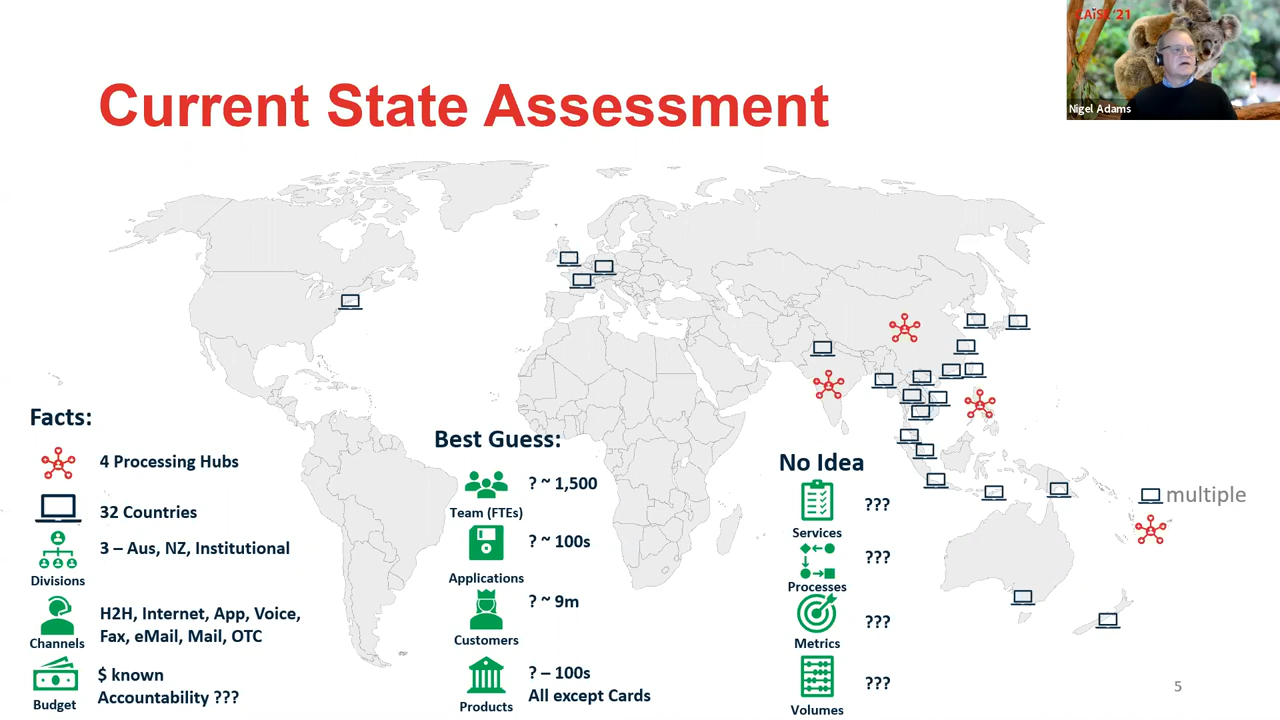 CAiSE'21
Nigel Adams
Current State Assessment
Facts:
4 Processing Hubs
32 Countries
3 – Aus, NZ, Institutional
Divisions
H2H, Internet, App, Voice,
Fax, eMail, Mail, OTC
Channels
$ known
Accountability ???
Budget
Best Guess:
? ~ 1,500
Team (FTEs)
? ~ 100s
Applications
? ~ 9m
Customers
? – 100s
All except Cards
Products
No Idea
???
Services
???
Processes
???
Metrics
???
Volumes
multiple
5